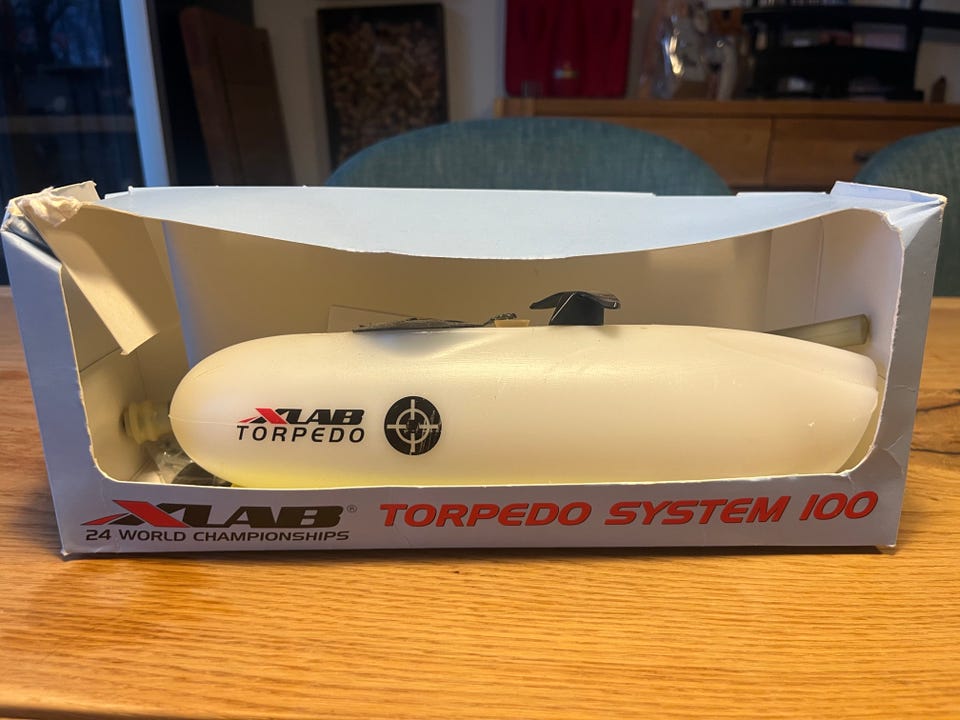 XLAB
TORPEDO
XLAB®
24 WORLD CHAMPIONSHIPS
TORPEDO SYSTEM 100